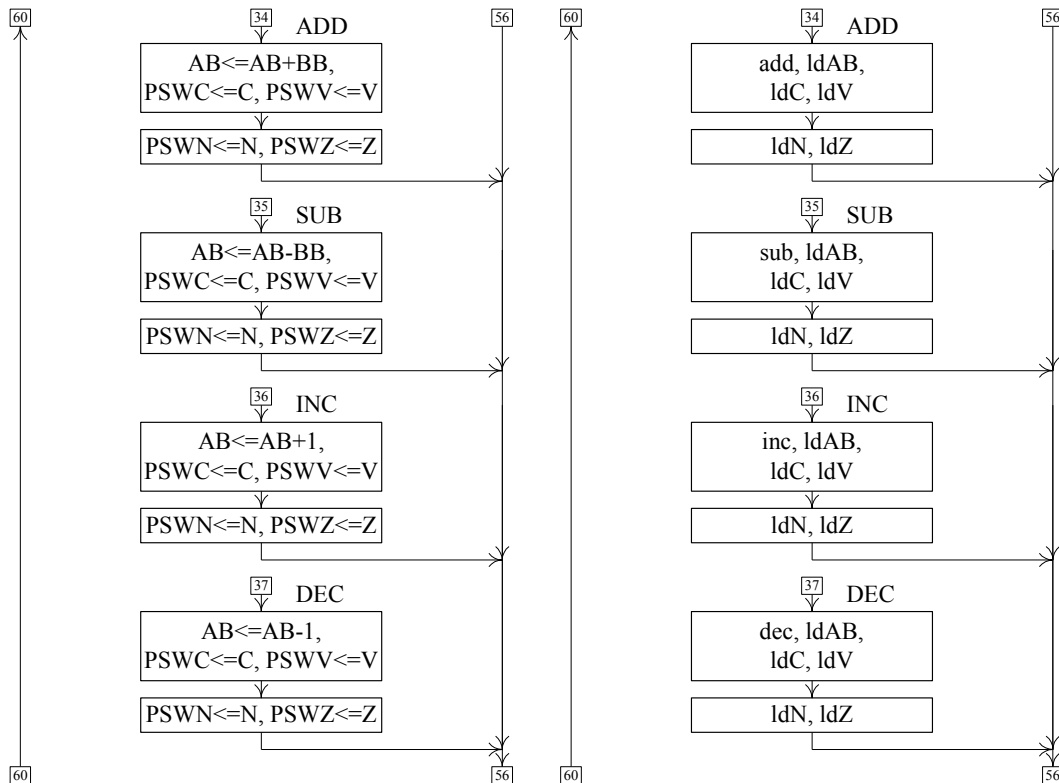 60
34
ADD
56
AB<=AB+BB,
PSWC<=C, PSWV<=V
PSWN<=N, PSWZ<=Z
35
SUB
AB<=AB-BB,
PSWC<=C, PSWV<=V
PSWN<=N, PSWZ<=Z
36
INC
AB<=AB+1,
PSWC<=C, PSWV<=V
PSWN<=N, PSWZ<=Z
37
DEC
AB<=AB-1,
PSWC<=C, PSWV<=V
PSWN<=N, PSWZ<=Z
60
56
60
34
ADD
56
add, ldAB,
ldC, ldV
ldN, ldZ
35
SUB
sub, ldAB,
ldC, ldV
ldN, ldZ
36
INC
inc, ldAB,
ldC, ldV
ldN, ldZ
37
DEC
dec, ldAB,
ldC, ldV
ldN, ldZ
60
56